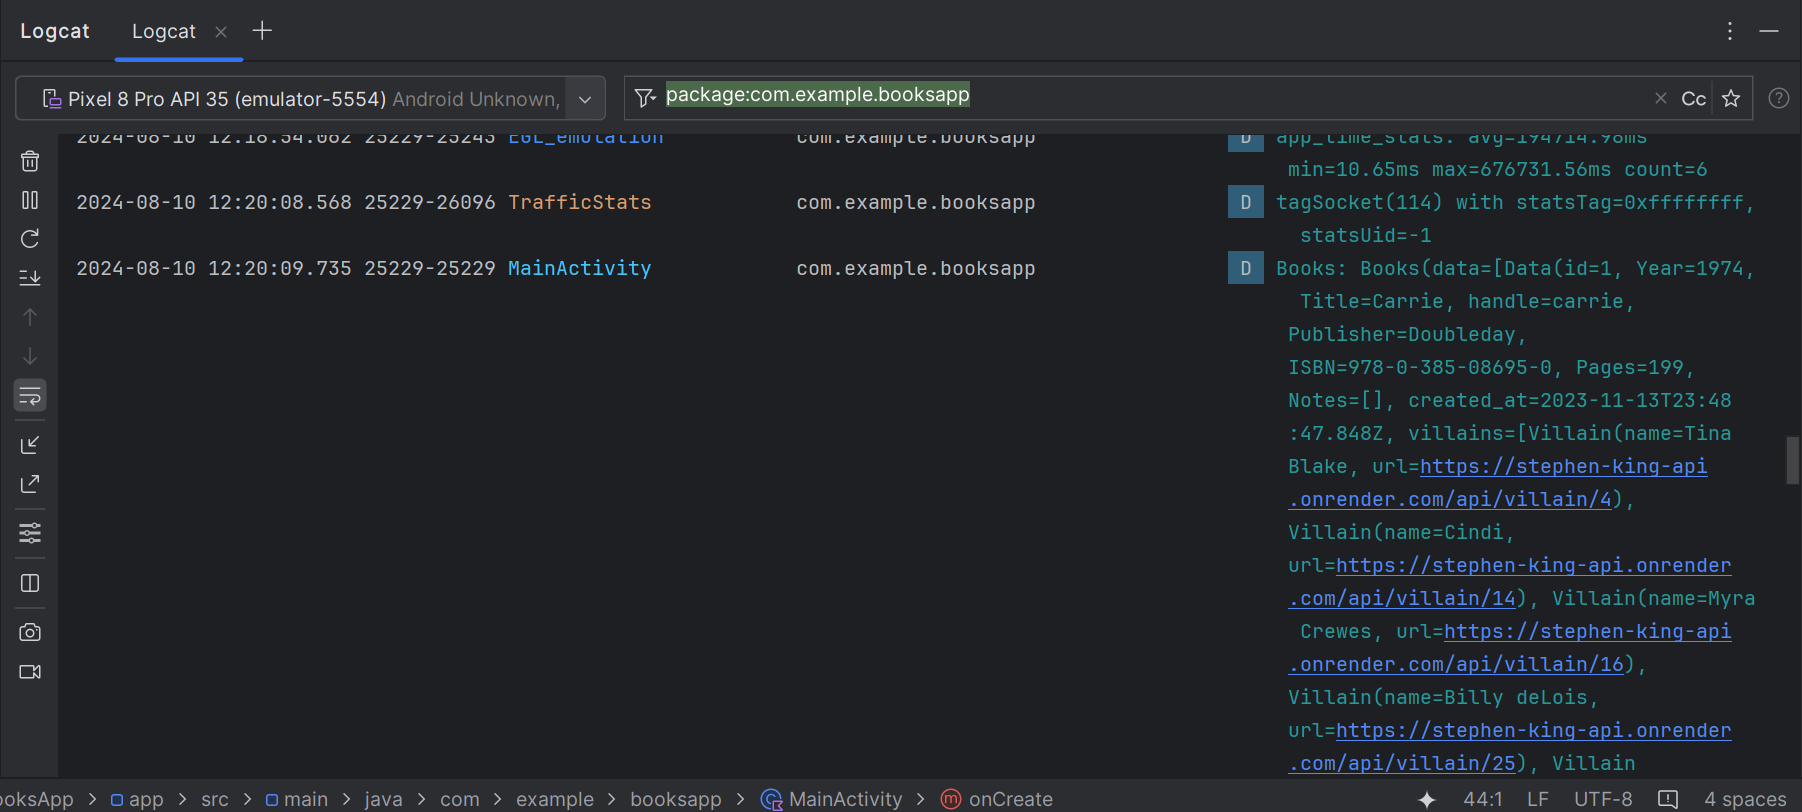 Logcat Logcat
Pixel 8 Pro API 35 (emulator-5554) Android Unknown, package:com.example.booksapp Cc
2024-08-10 12:18:54.062 25229-25243 EGL_emulation com.example.booksapp D app_time_stats: avg=194714.98ms
min=10.65ms max=676731.56ms count=6
2024-08-10 12:20:08.568 25229-26096 TrafficStats com.example.booksapp D tagSocket(114) with statsTag=0xffffffff,
statsUid=-1
2024-08-10 12:20:09.735 25229-25229 MainActivity com.example.booksapp D Books: Books(data=[Data(id=1, Year=1974,
Title=Carrie, handle=carrie,
Publisher=Doubleday,
ISBN=978-0-385-08695-0, Pages=199,
Notes=[], created_at=2023-11-13T23:48
:47.848Z, villains=[Villain(name=Tina
Blake, url=https://stephen-king-api
.onrender.com/api/villain/4),
Villain(name=Cindi,
url=https://stephen-king-api.onrender
.com/api/villain/14), Villain(name=Myra
Crewes, url=https://stephen-king-api
.onrender.com/api/villain/16),
Villain(name=Billy deLois,
url=https://stephen-king-api.onrender
.com/api/villain/25), Villain
ooksApp > app > src > main > java > com > example > booksapp > MainActivity > onCreate 44:1 LF UTF-8 4 spaces